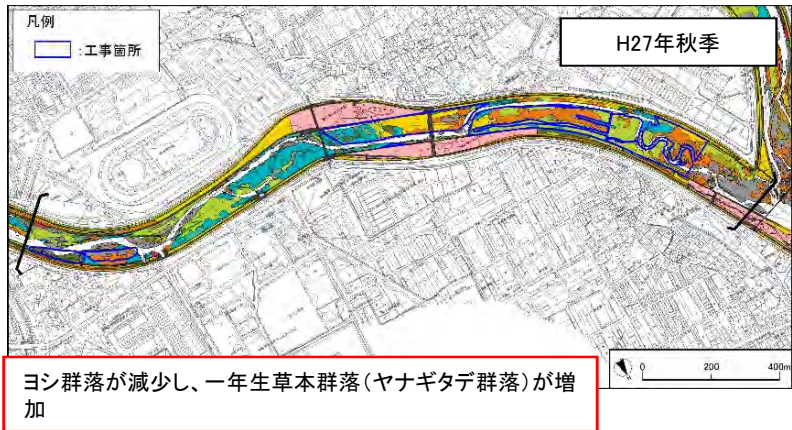 凡例
:工事箇所
H27年秋季
ヨシ群落が減少し、一年生草本群落(ヤナギタデ群落)が増
加
0 200 400m